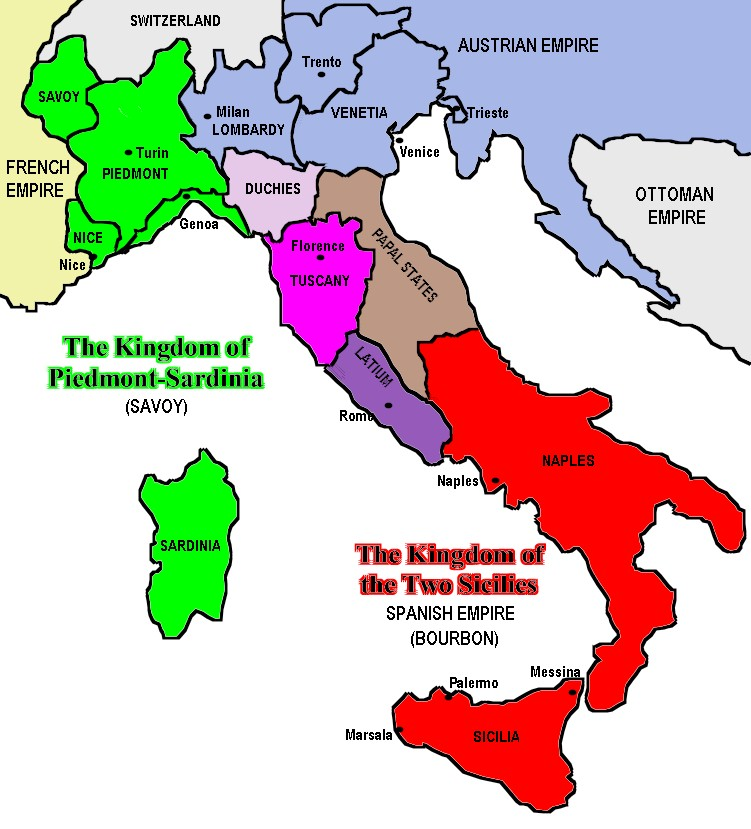 SWITZERLAND
AUSTRIAN EMPIRE
Trento
SAVOY
Milan
LOMBARDY
VENETIA
Trieste
Venice
Turin
PIEDMONT
FRENCH
EMPIRE
DUCHIES
OTTOMAN
EMPIRE
Genoa
NICE
Nice
Florence
TUSCANY
PAPAL STATES
The Kingdom of
Piedmont-Sardinia
(SAVOY)
LATIUM
Rome
NAPLES
Naples
SARDINIA
The Kingdom of
the Two Sicilies
SPANISH EMPIRE
(BOURBON)
Messina
Palermo
Marsala
SICILIA